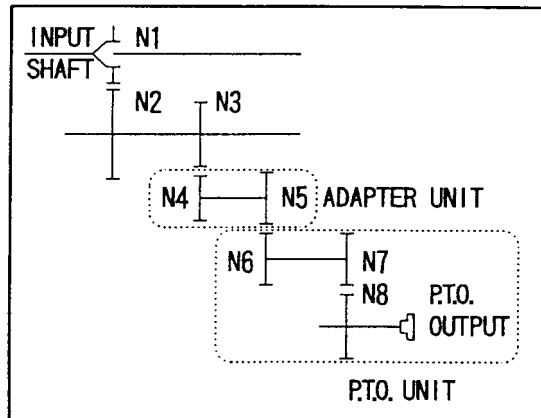 INPUT N1
SHAFT
N2 N3
N4 N5 ADAPTER UNIT
N6 N7
N8 P.T.O.
OUTPUT
P.T.O. UNIT